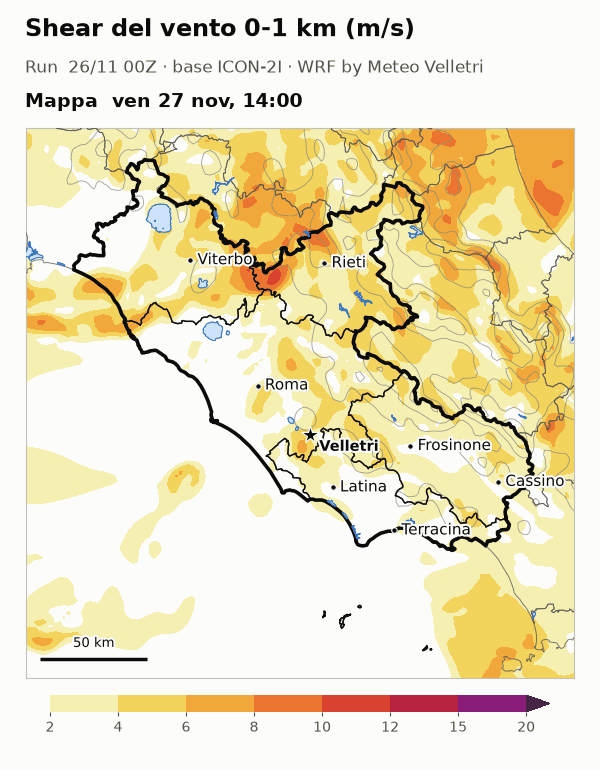 Shear del vento 0-1 km (m/s)
Run  26/11 00Z · base ICON-2I · WRF by Meteo Velletri
Mappa  ven 27 nov, 14:00
Viterbo
Rieti
Roma
Velletri
Frosinone
Cassino
Latina
Terracina
50 km
2 4 6 8 10 12 15 20